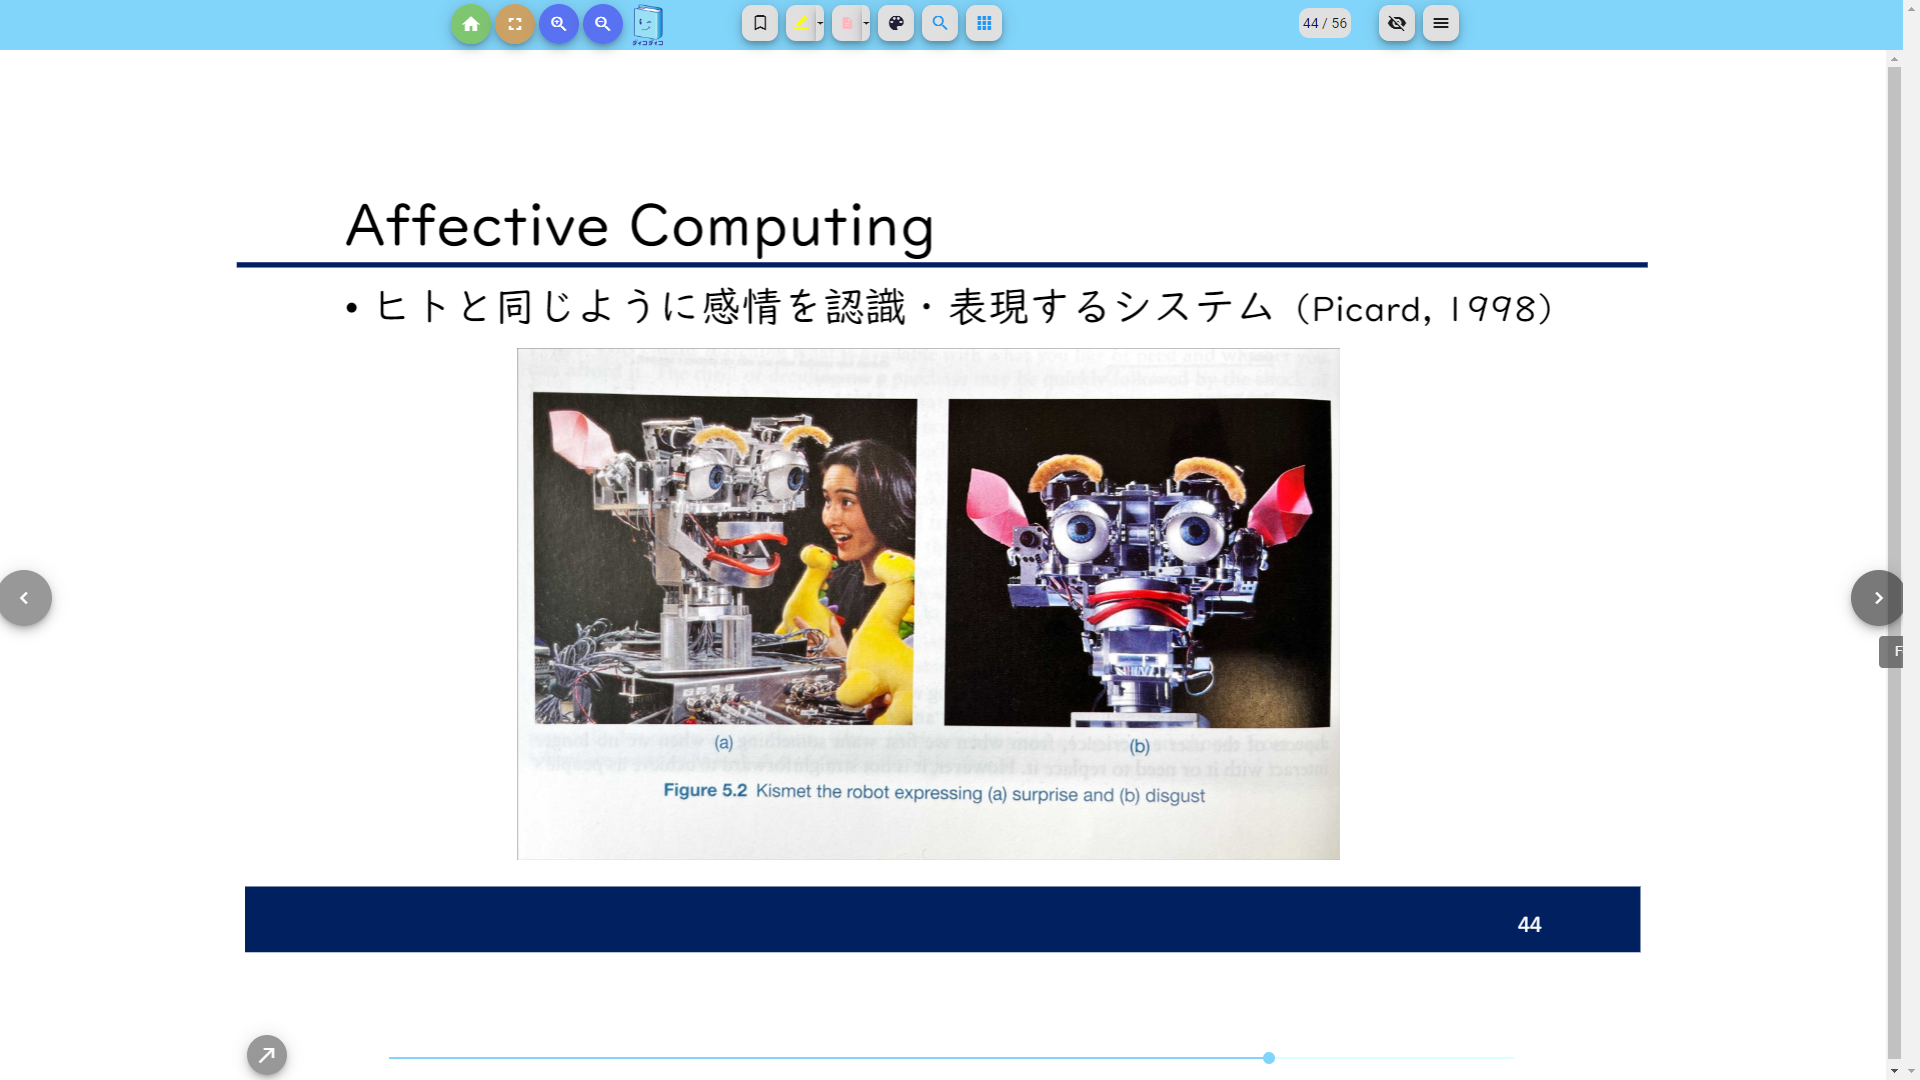 44 / 56
Affective Computing
• ヒトと同じように感情を認識・表現するシステム（Picard, 1998）
(a)
(b)
Figure 5.2 Kismet the robot expressing (a) surprise and (b) disgust
44